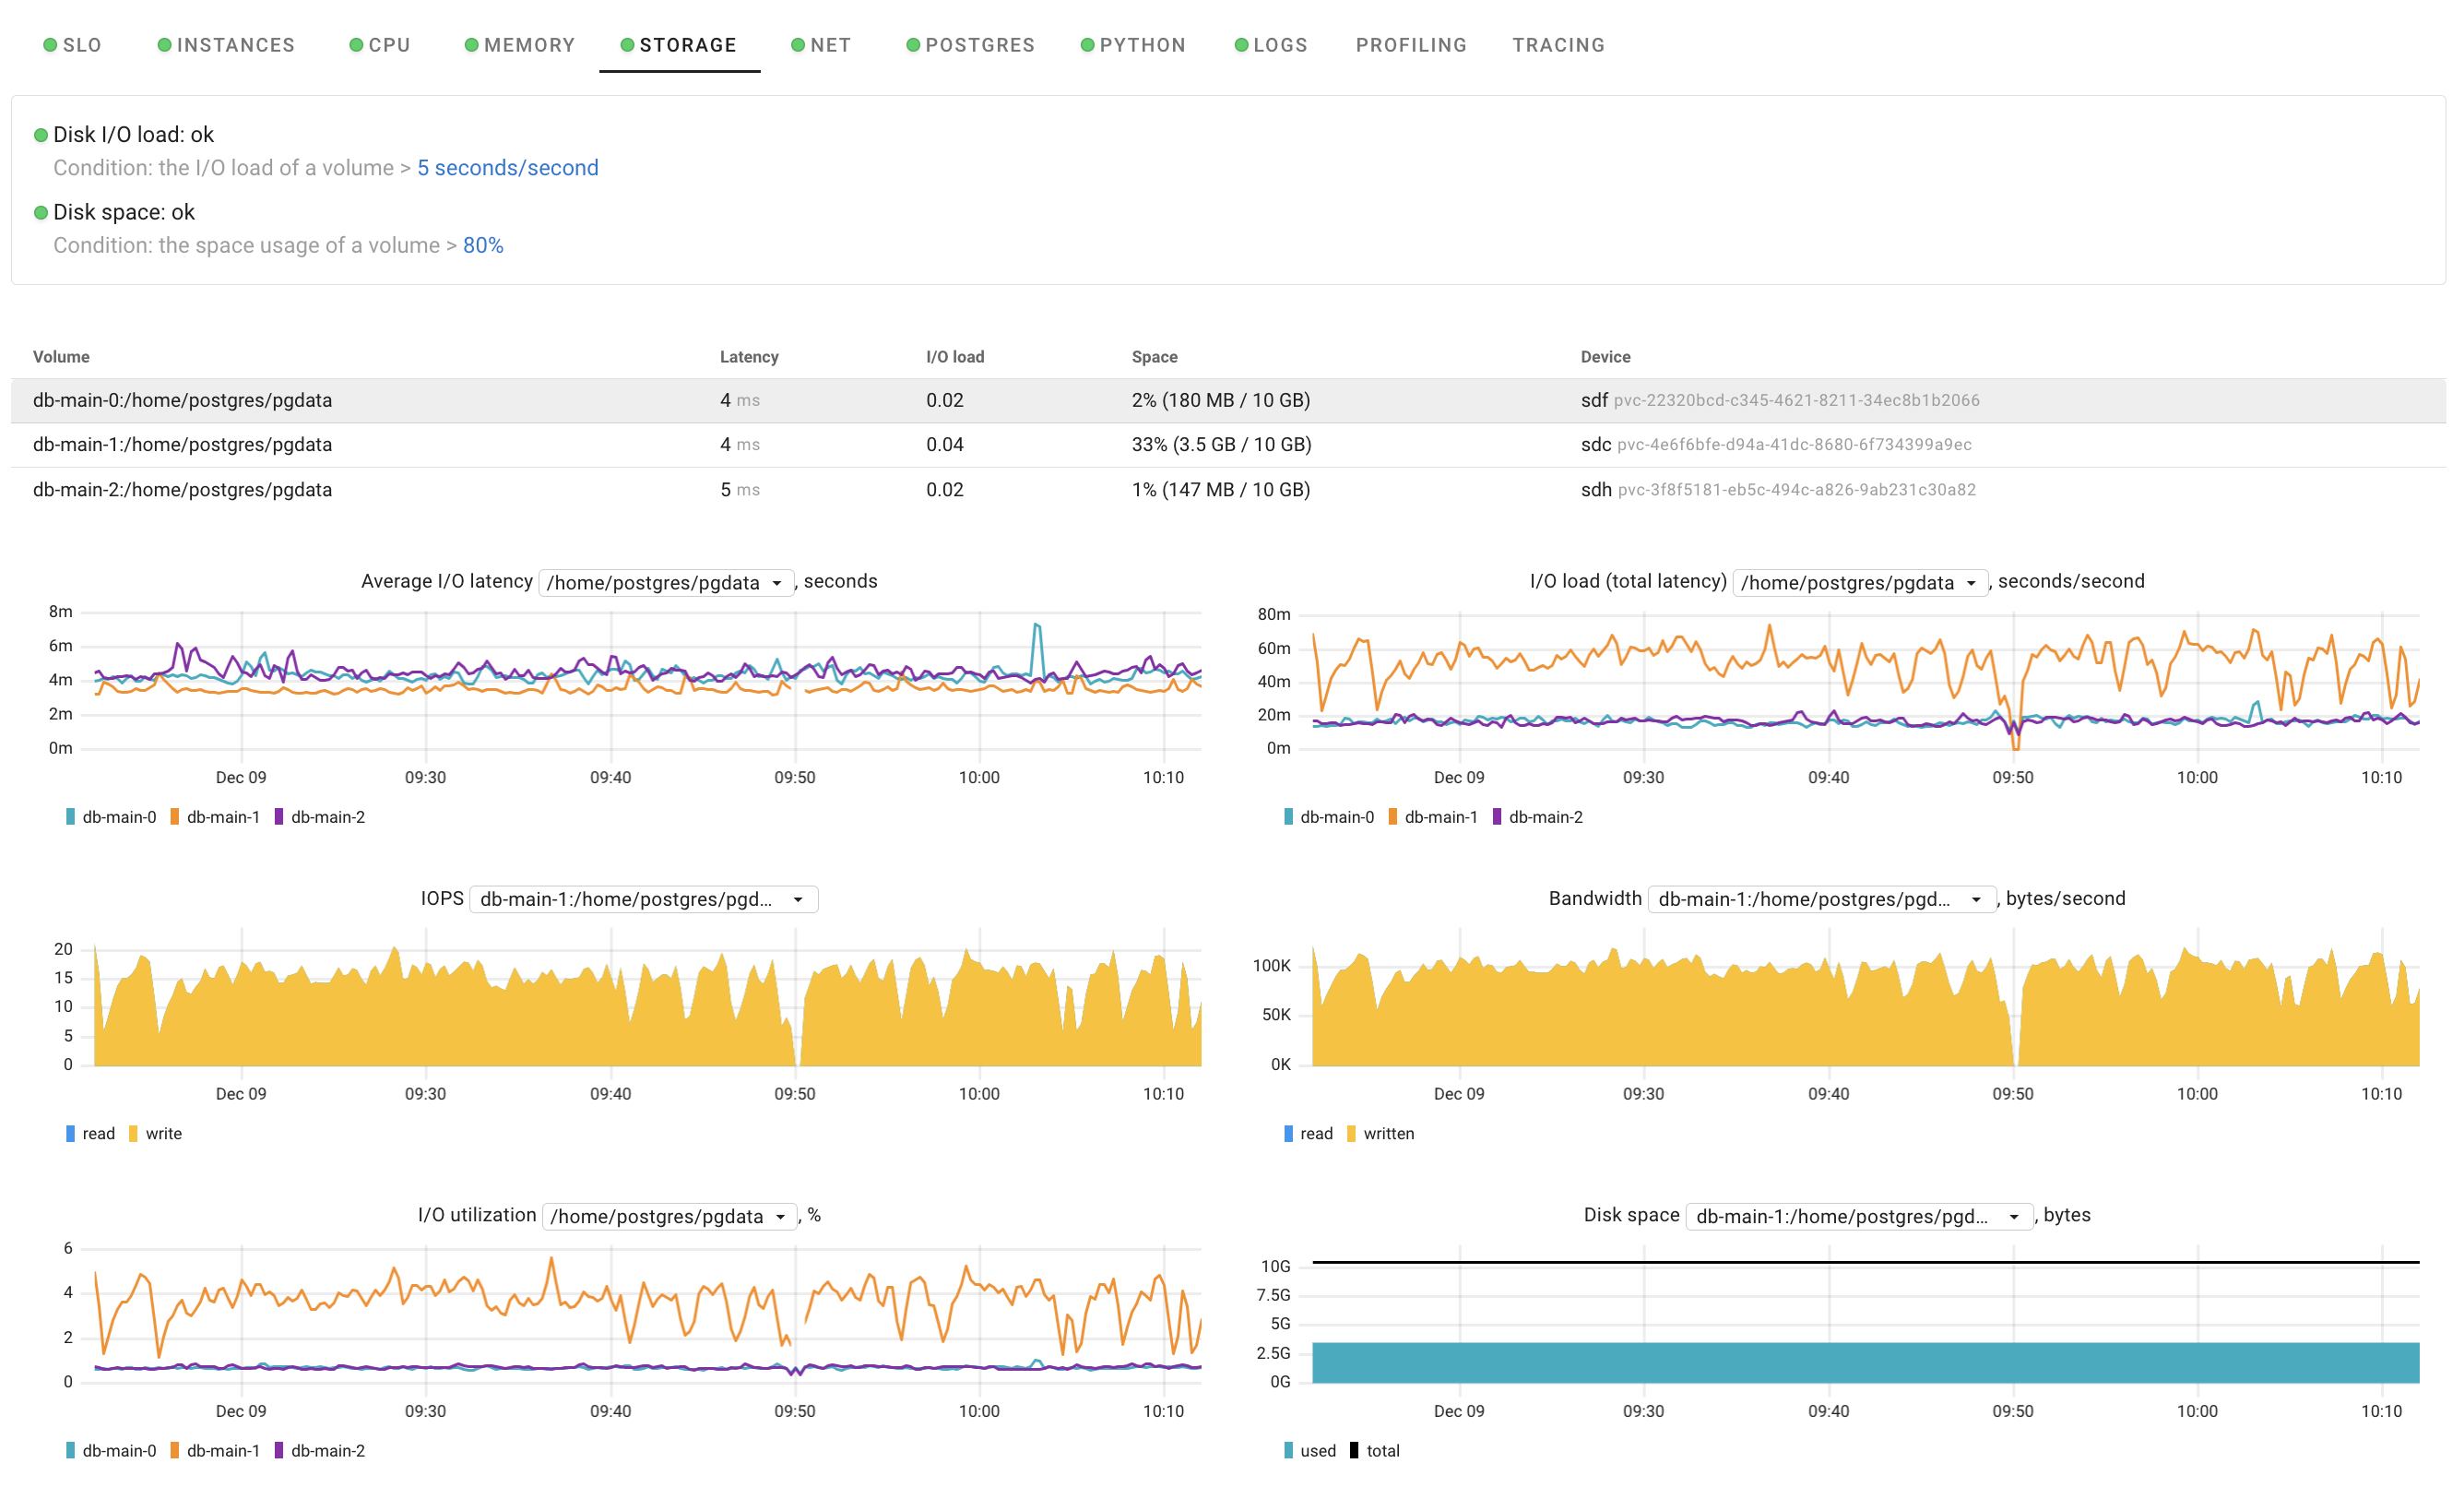 SLO INSTANCES CPU MEMORY STORAGE NET POSTGRES PYTHON LOGS PROFILING TRACING
Disk I/O load: ok
Condition: the I/O load of a volume > 5 seconds/second
Disk space: ok
Condition: the space usage of a volume > 80%
Volume Latency I/O load Space Device
db-main-0:/home/postgres/pgdata 4 ms 0.02 2% (180 MB / 10 GB) sdf pvc-22320bcd-c345-4621-8211-34ec8b1b2066
db-main-1:/home/postgres/pgdata 4 ms 0.04 33% (3.5 GB / 10 GB) sdc pvc-4e6f6bfe-d94a-41dc-8680-6f734399a9ec
db-main-2:/home/postgres/pgdata 5 ms 0.02 1% (147 MB / 10 GB) sdh pvc-3f8f5181-eb5c-494c-a826-9ab231c30a82
Average I/O latency /home/postgres/pgdata , seconds
8m
6m
4m
2m
0m
Dec 09 09:30 09:40 09:50 10:00 10:10
db-main-0 db-main-1 db-main-2
I/O load (total latency) /home/postgres/pgdata , seconds/second
80m
60m
40m
20m
0m
Dec 09 09:30 09:40 09:50 10:00 10:10
db-main-0 db-main-1 db-main-2
IOPS db-main-1:/home/postgres/pgd...
20
15
10
5
0
Dec 09 09:30 09:40 09:50 10:00 10:10
read write
Bandwidth db-main-1:/home/postgres/pgd... , bytes/second
100K
50K
0K
Dec 09 09:30 09:40 09:50 10:00 10:10
read written
I/O utilization /home/postgres/pgdata , %
6
4
2
0
Dec 09 09:30 09:40 09:50 10:00 10:10
db-main-0 db-main-1 db-main-2
Disk space db-main-1:/home/postgres/pgd... , bytes
10G
7.5G
5G
2.5G
0G
Dec 09 09:30 09:40 09:50 10:00 10:10
used total